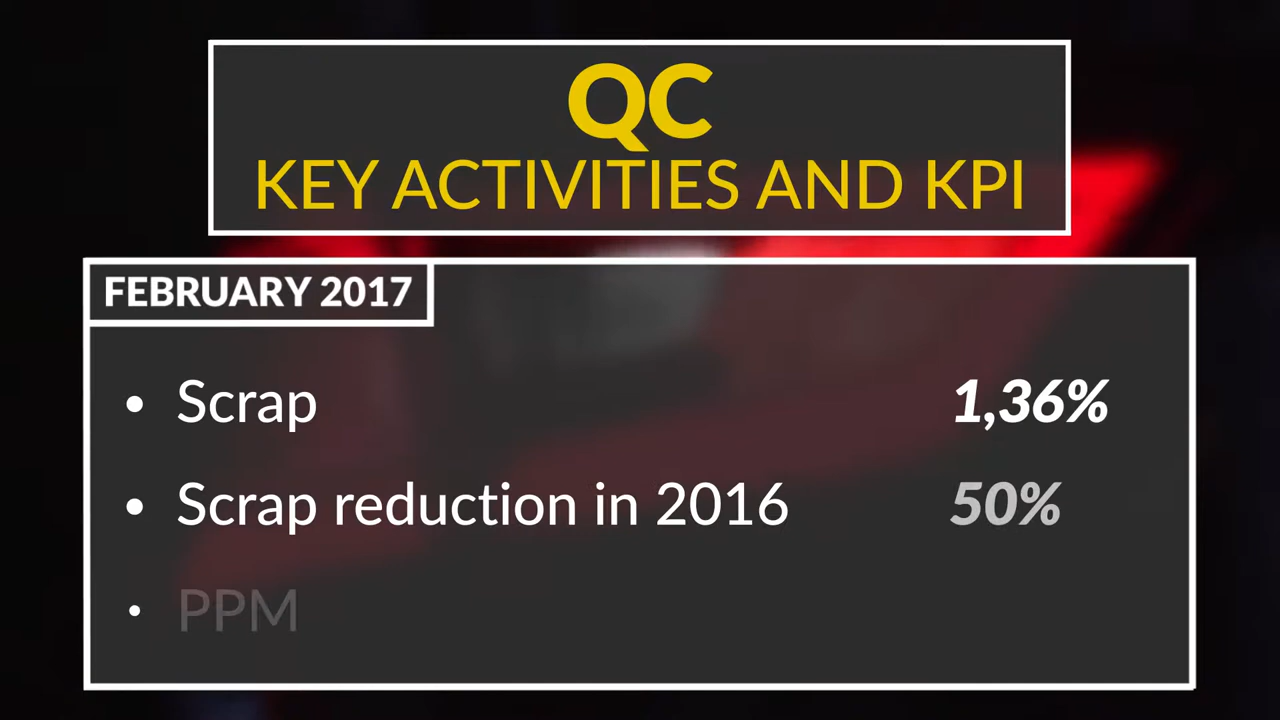 QC
KEY ACTIVITIES AND KPI
FEBRUARY 2017
• Scrap 1,36%
• Scrap reduction in 2016 50%
• PPM